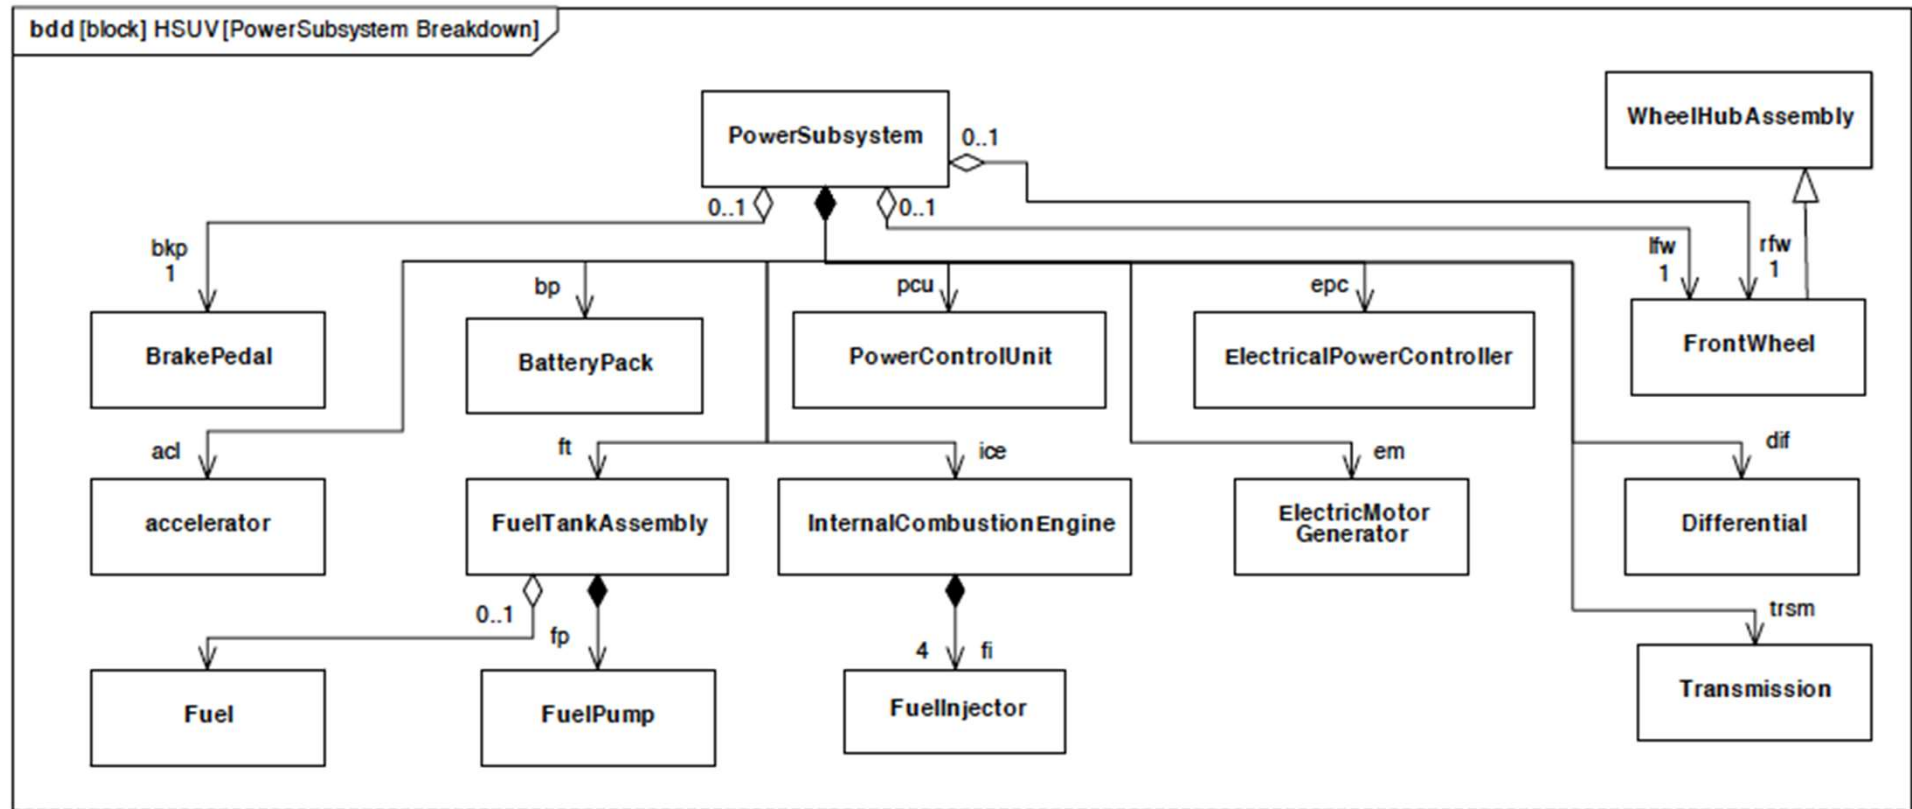 bdd [block] HSUV[PowerSubsystem Breakdown]
WheelHubAssembly
PowerSubsystem
0..1
0..1
0..1
bkp
1
lfw
1
rfw
1
bp
pcu
epc
BrakePedal
BatteryPack
PowerControlUnit
ElectricalPowerController
FrontWheel
acl
ft
ice
em
dif
accelerator
FuelTankAssembly
InternalCombustionEngine
ElectricMotor
Generator
Differential
0..1
fp
4
fi
trsm
Fuel
FuelPump
FuelInjector
Transmission